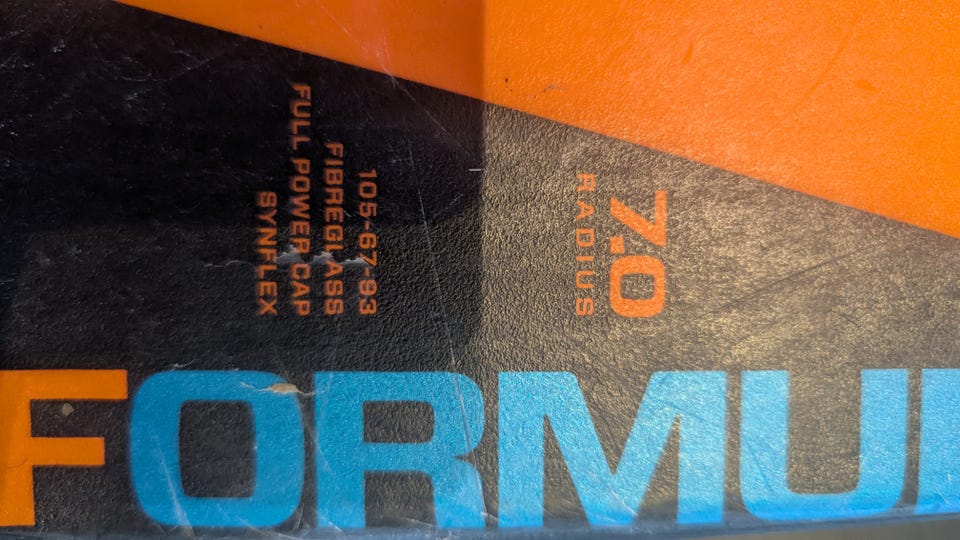 7.0
RADIUS
105-67-93
FIBREGLASS
FULL POWER CAP
SYNFLEX
FORMU